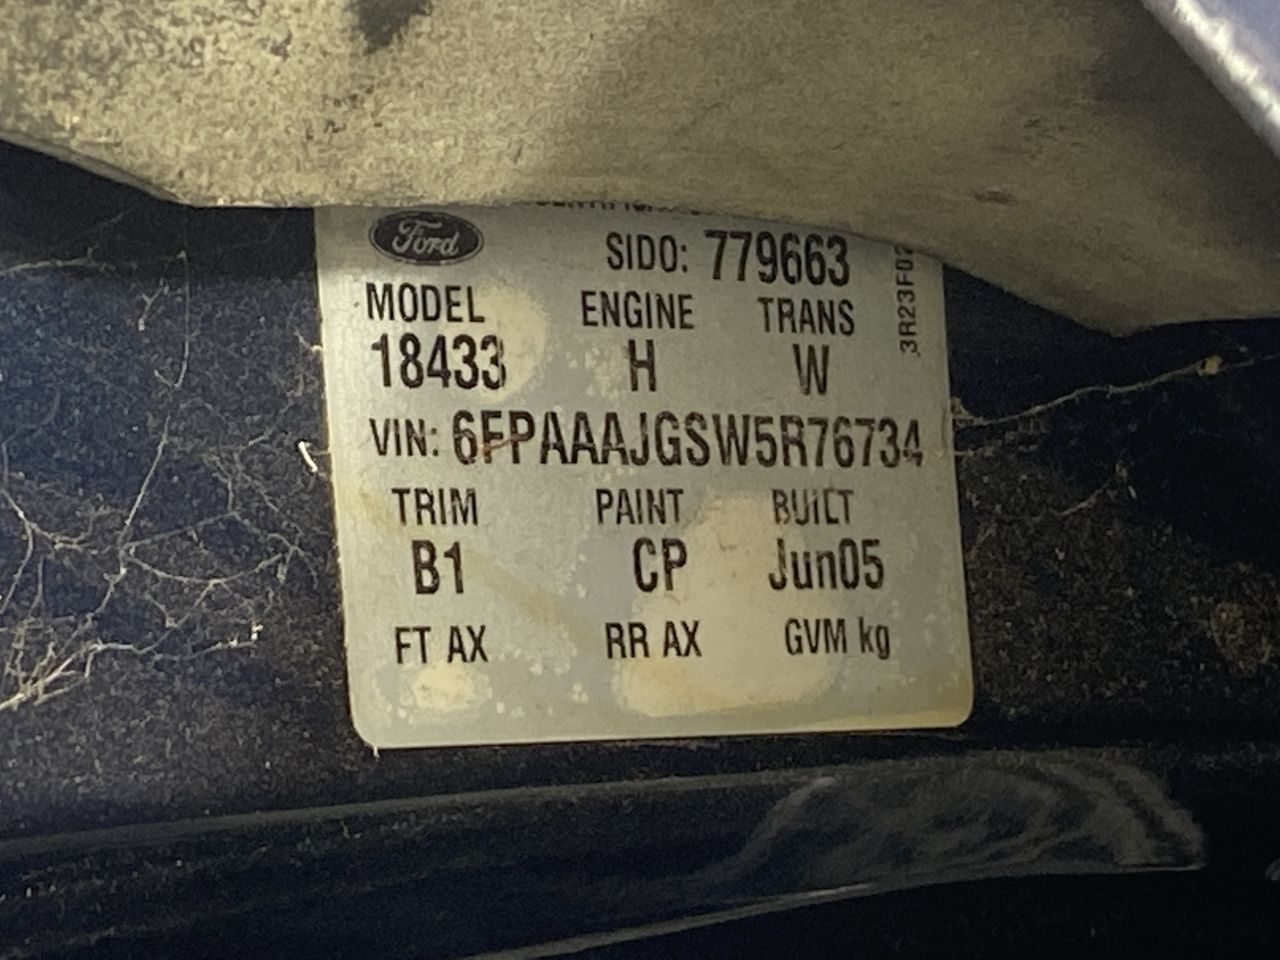 Ford
SIDO: 779663
MODEL ENGINE TRANS
18433 H W
VIN: 6FPAAAJGSW5R76734
TRIM PAINT BUILT
B1 CP Jun05
FT AX RR AX GVM kg
3R23F07